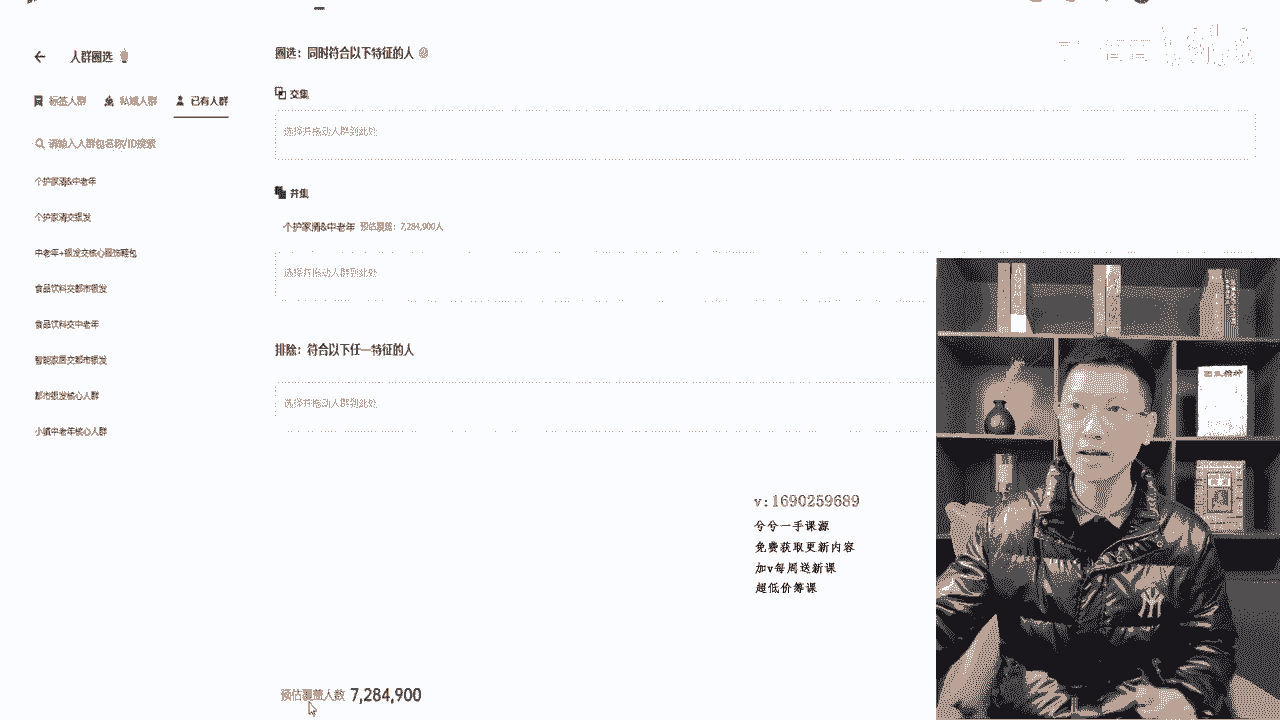 人群圈选
标签人群 私域人群 已有人群
请输入人群包名称/ID搜索
个护家清&中老年
个护家清交银发
中老年+银发交核心服饰鞋包
食品饮料交都市银发
食品饮料交中老年
智能家居交都市银发
都市银发核心人群
小镇中老年核心人群
圈选：同时符合以下特征的人
交集
选择并拖动人群到此处
并集
个护家清&中老年 预估覆盖：7,284,900人
选择并拖动人群到此处
排除：符合以下任一特征的人
选择并拖动人群到此处
v:1690259689
兮兮一手课源
免费获取更新内容
加v每周送新课
超低价筹课
预估覆盖人数 7,284,900